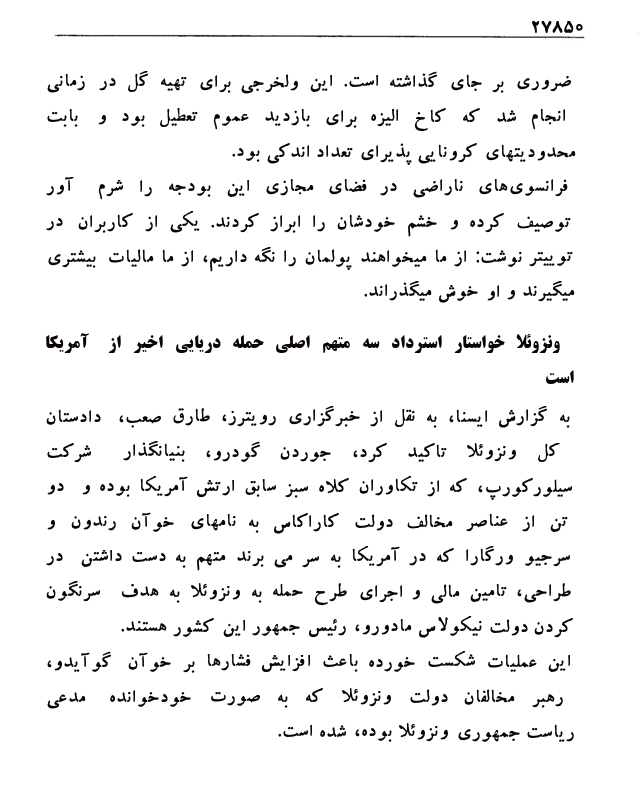 ۲۷۸۵۰
ضروری بر جای گذاشته است. این ولخرجی برای تهیه گل در زمانی
انجام شد که کاخ الیزه برای بازدید عموم تعطیل بود و بابت
محدودیتهای کرونایی پذیرای تعداد اندکی بود.
فرانسوی‌های ناراضی در فضای مجازی این بودجه را شرم آور
توصیف کرده و خشم خودشان را ابراز کردند. یکی از کاربران در
توییتر نوشت: از ما میخواهند پولمان را نگه داریم، از ما مالیات بیشتری
میگیرند و او خوش میگذراند.
ونزوئلا خواستار استرداد سه متهم اصلی حمله دریایی اخیر از آمریکا
است
به گزارش ایسنا، به نقل از خبرگزاری رویترز، طارق صعب، دادستان
کل ونزوئلا تاکید کرد، جوردن گودرو، بنیانگذار شرکت
سیلورکورپ، که از تکاوران کلاه سبز سابق ارتش آمریکا بوده و دو
تن از عناصر مخالف دولت کاراکاس به نامهای خوآن رندون و
سرجیو ورگارا که در آمریکا به سر می برند متهم به دست داشتن در
طراحی، تامین مالی و اجرای طرح حمله به ونزوئلا به هدف سرنگون
کردن دولت نیکولاس مادورو، رئیس جمهور این کشور هستند.
این عملیات شکست خورده باعث افزایش فشارها بر خوآن گوآیدو،
رهبر مخالفان دولت ونزوئلا که به صورت خودخوانده مدعی
ریاست جمهوری ونزوئلا بوده، شده است.